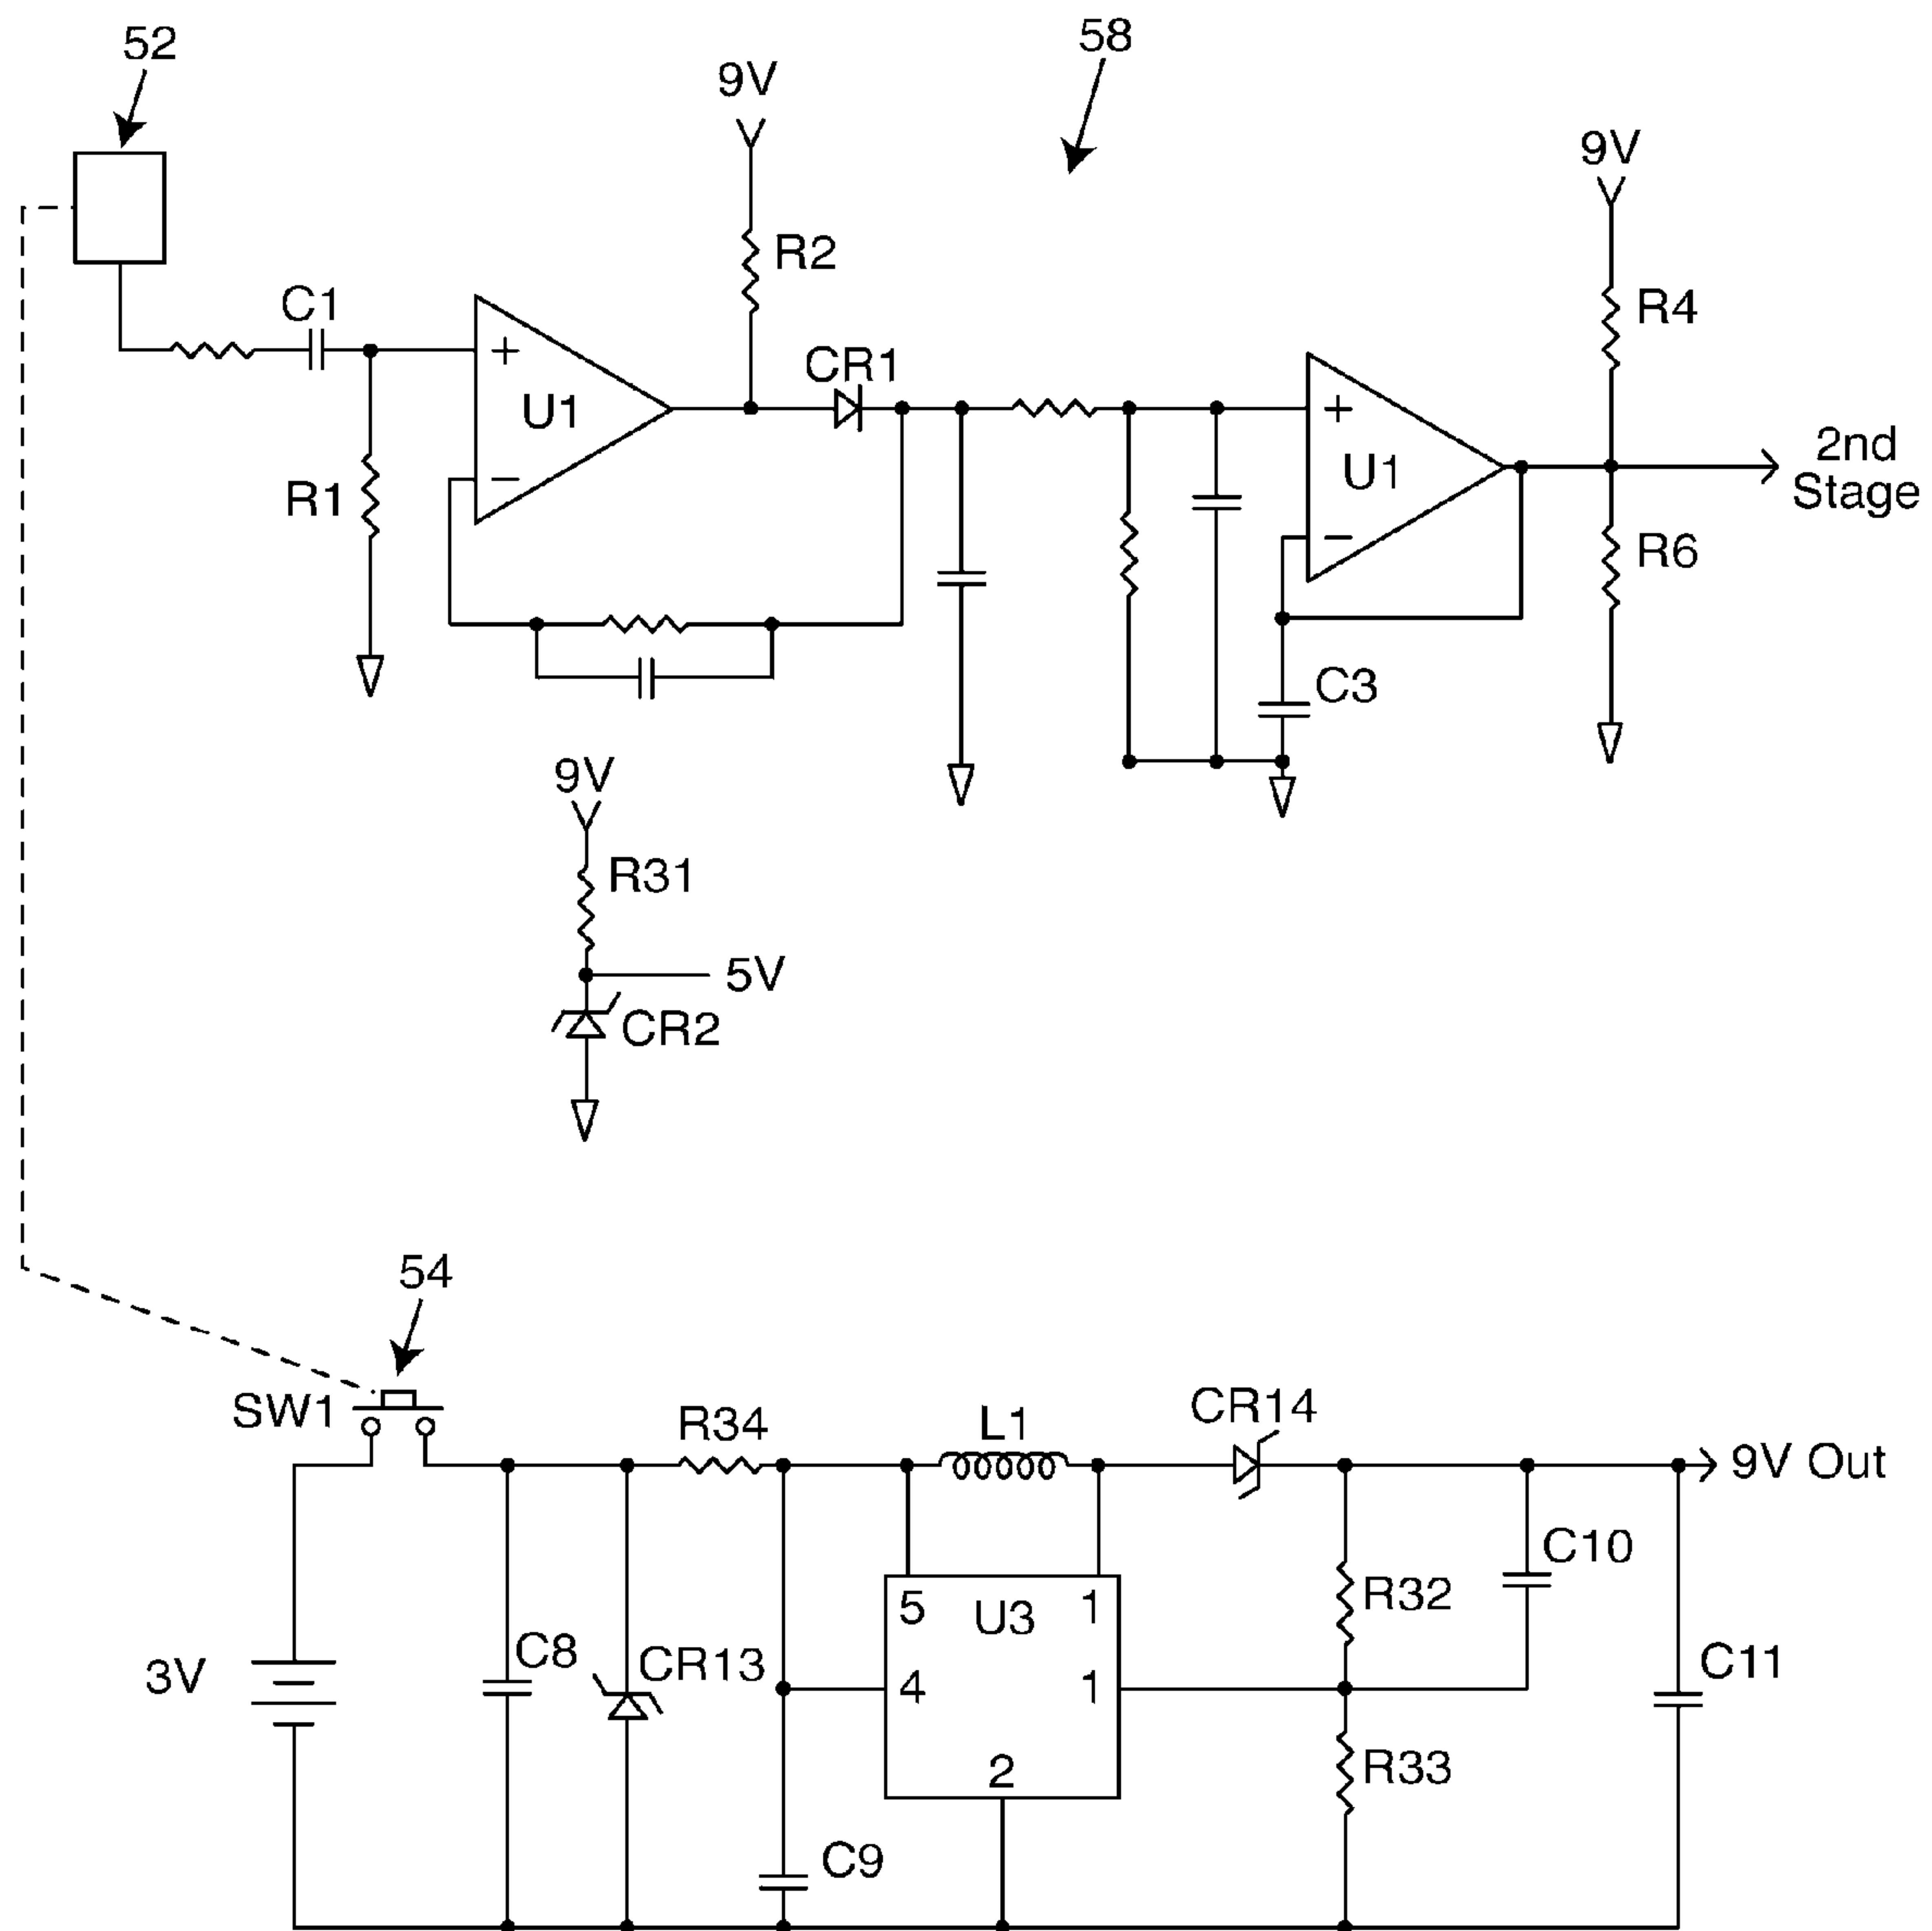 52
58
9V
9V
R2
C1
R4
CR1
+
U1
−
+
U1
−
2nd
Stage
R1
R6
C3
9V
R31
5V
CR2
54
SW1
R34
L1
CR14
9V Out
C10
5
U3
1
R32
3V
C8
CR13
4
1
C11
2
R33
C9